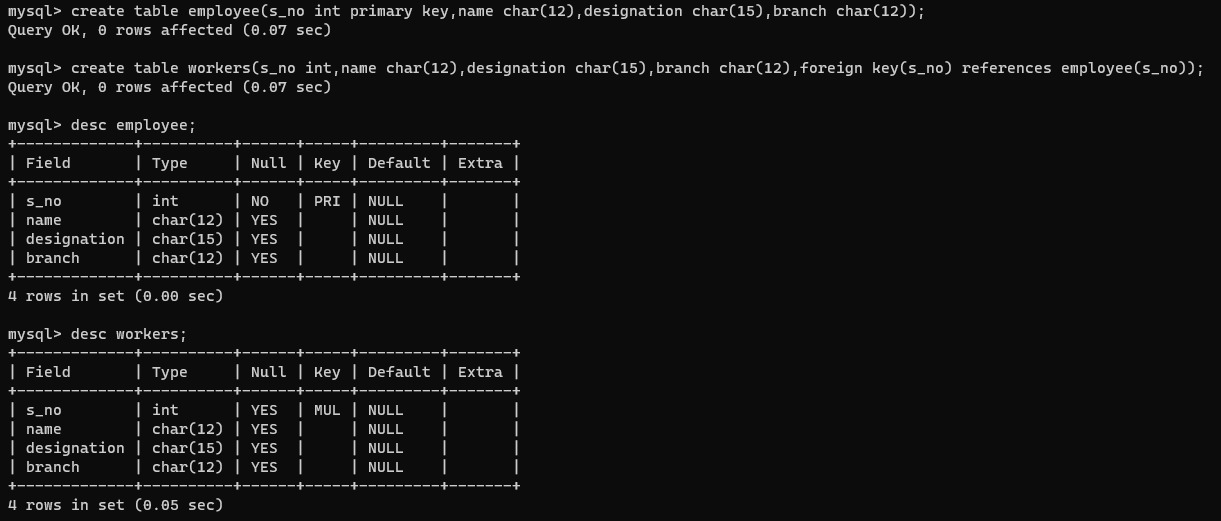 mysql> create table employee(s_no int primary key,name char(12),designation char(15),branch char(12));
Query OK, 0 rows affected (0.07 sec)
mysql> create table workers(s_no int,name char(12),designation char(15),branch char(12),foreign key(s_no) references employee(s_no));
Query OK, 0 rows affected (0.07 sec)
mysql> desc employee;
+-------------+----------+------+-----+---------+-------+
| Field       | Type     | Null | Key | Default | Extra |
+-------------+----------+------+-----+---------+-------+
| s_no        | int      | NO   | PRI | NULL    |       |
| name        | char(12) | YES  |     | NULL    |       |
| designation | char(15) | YES  |     | NULL    |       |
| branch      | char(12) | YES  |     | NULL    |       |
+-------------+----------+------+-----+---------+-------+
4 rows in set (0.00 sec)
mysql> desc workers;
+-------------+----------+------+-----+---------+-------+
| Field       | Type     | Null | Key | Default | Extra |
+-------------+----------+------+-----+---------+-------+
| s_no        | int      | YES  | MUL | NULL    |       |
| name        | char(12) | YES  |     | NULL    |       |
| designation | char(15) | YES  |     | NULL    |       |
| branch      | char(12) | YES  |     | NULL    |       |
+-------------+----------+------+-----+---------+-------+
4 rows in set (0.05 sec)